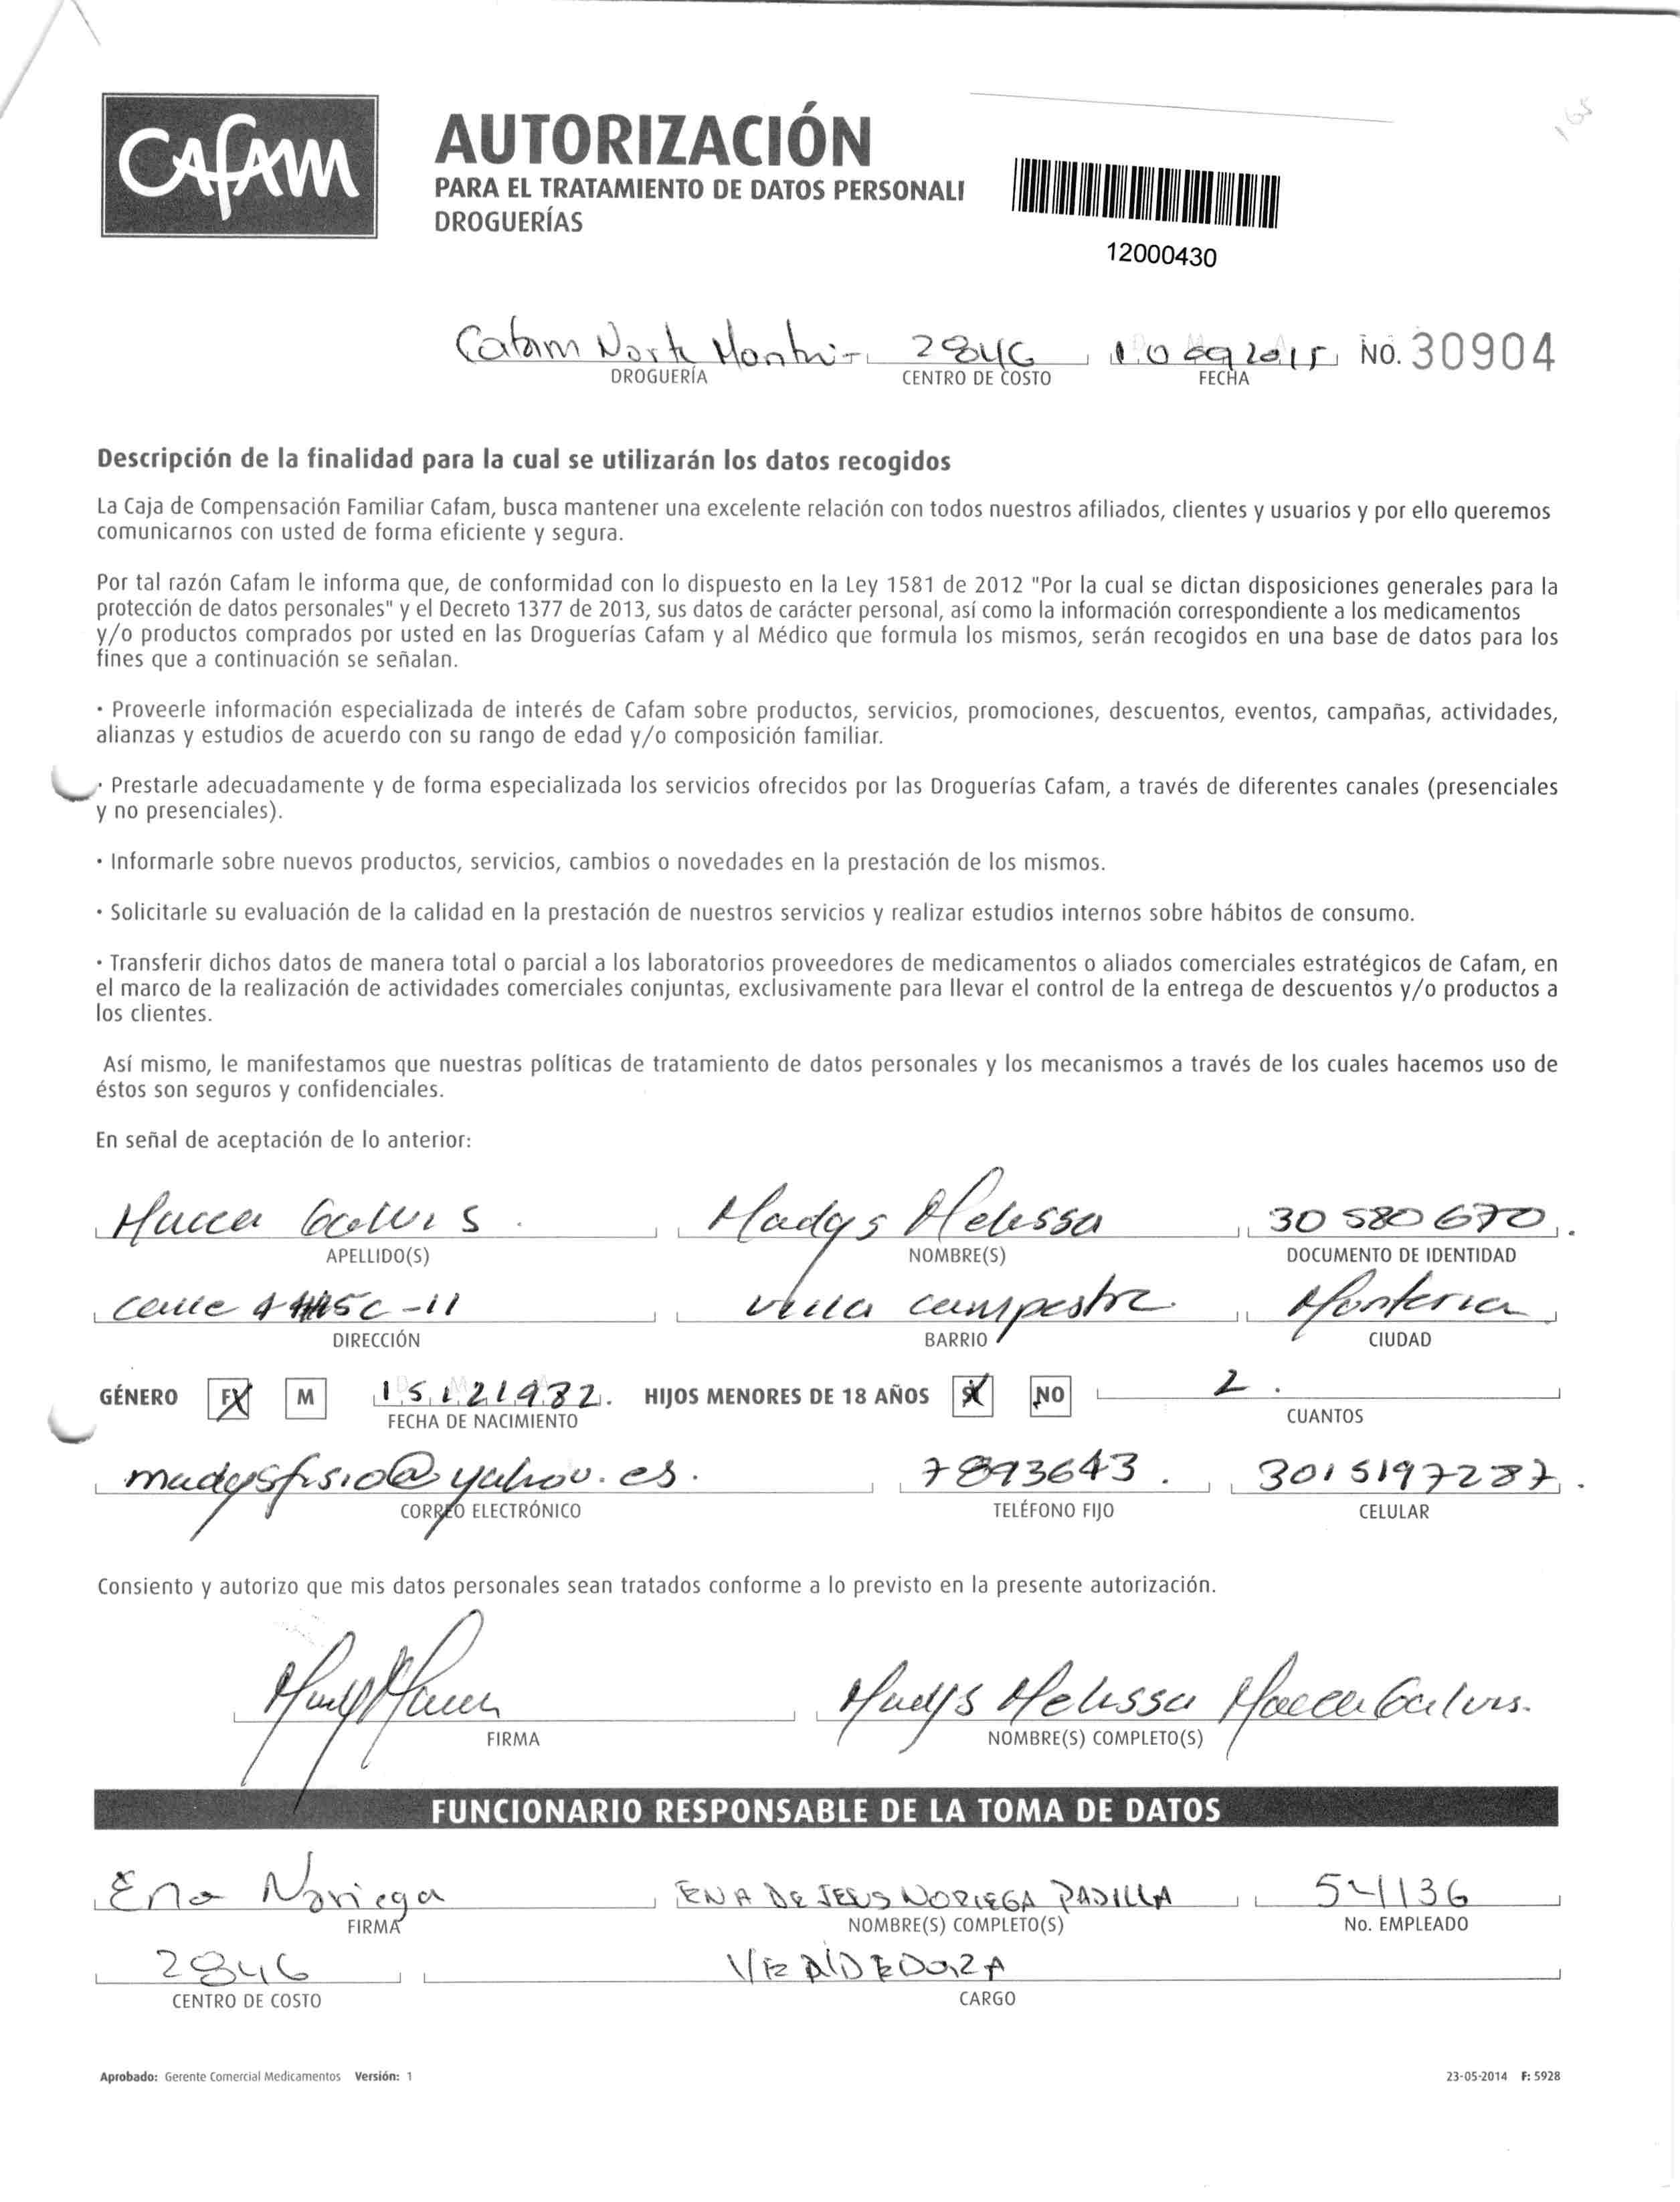 CAFAM
AUTORIZACIÓN
PARA EL TRATAMIENTO DE DATOS PERSONALI
DROGUERÍAS
12000430
165
Cafam Norte 2846 10 09 2015 No. 30904
DROGUERÍA CENTRO DE COSTO FECHA
Descripción de la finalidad para la cual se utilizarán los datos recogidos
La Caja de Compensación Familiar Cafam, busca mantener una excelente relación con todos nuestros afiliados, clientes y usuarios y por ello queremos
comunicarnos con usted de forma eficiente y segura.
Por tal razón Cafam le informa que, de conformidad con lo dispuesto en la Ley 1581 de 2012 "Por la cual se dictan disposiciones generales para la
protección de datos personales" y el Decreto 1377 de 2013, sus datos de carácter personal, así como la información correspondiente a los medicamentos
y/o productos comprados por usted en las Droguerías Cafam y al Médico que formula los mismos, serán recogidos en una base de datos para los
fines que a continuación se señalan.
· Proveerle información especializada de interés de Cafam sobre productos, servicios, promociones, descuentos, eventos, campañas, actividades,
alianzas y estudios de acuerdo con su rango de edad y/o composición familiar.
· Prestarle adecuadamente y de forma especializada los servicios ofrecidos por las Droguerías Cafam, a través de diferentes canales (presenciales
y no presenciales).
· Informarle sobre nuevos productos, servicios, cambios o novedades en la prestación de los mismos.
· Solicitarle su evaluación de la calidad en la prestación de nuestros servicios y realizar estudios internos sobre hábitos de consumo.
· Transferir dichos datos de manera total o parcial a los laboratorios proveedores de medicamentos o aliados comerciales estratégicos de Cafam, en
el marco de la realización de actividades comerciales conjuntas, exclusivamente para llevar el control de la entrega de descuentos y/o productos a
los clientes.
Así mismo, le manifestamos que nuestras políticas de tratamiento de datos personales y los mecanismos a través de los cuales hacemos uso de
éstos son seguros y confidenciales.
En señal de aceptación de lo anterior:
Galvis. Madys Melissa 30580670.
APELLIDO(S) NOMBRE(S) DOCUMENTO DE IDENTIDAD
calle 5C-11 villa campestre Monteria
DIRECCIÓN BARRIO CIUDAD
GÉNERO F M 15 12 1982. HIJOS MENORES DE 18 AÑOS SI NO 2.
FECHA DE NACIMIENTO CUANTOS
madysfisio@yahoo.es. 7893643. 3015197287.
CORREO ELECTRÓNICO TELÉFONO FIJO CELULAR
Consiento y autorizo que mis datos personales sean tratados conforme a lo previsto en la presente autorización.
Madys Melissa Galvis.
FIRMA NOMBRE(S) COMPLETO(S)
FUNCIONARIO RESPONSABLE DE LA TOMA DE DATOS
Ena Noriega ENA DE JESUS NORIEGA PADILLA 54136
FIRMA NOMBRE(S) COMPLETO(S) No. EMPLEADO
2846 VENDEDORA
CENTRO DE COSTO CARGO
Aprobado: Gerente Comercial Medicamentos Versión: 1 23-05-2014 F: 5928